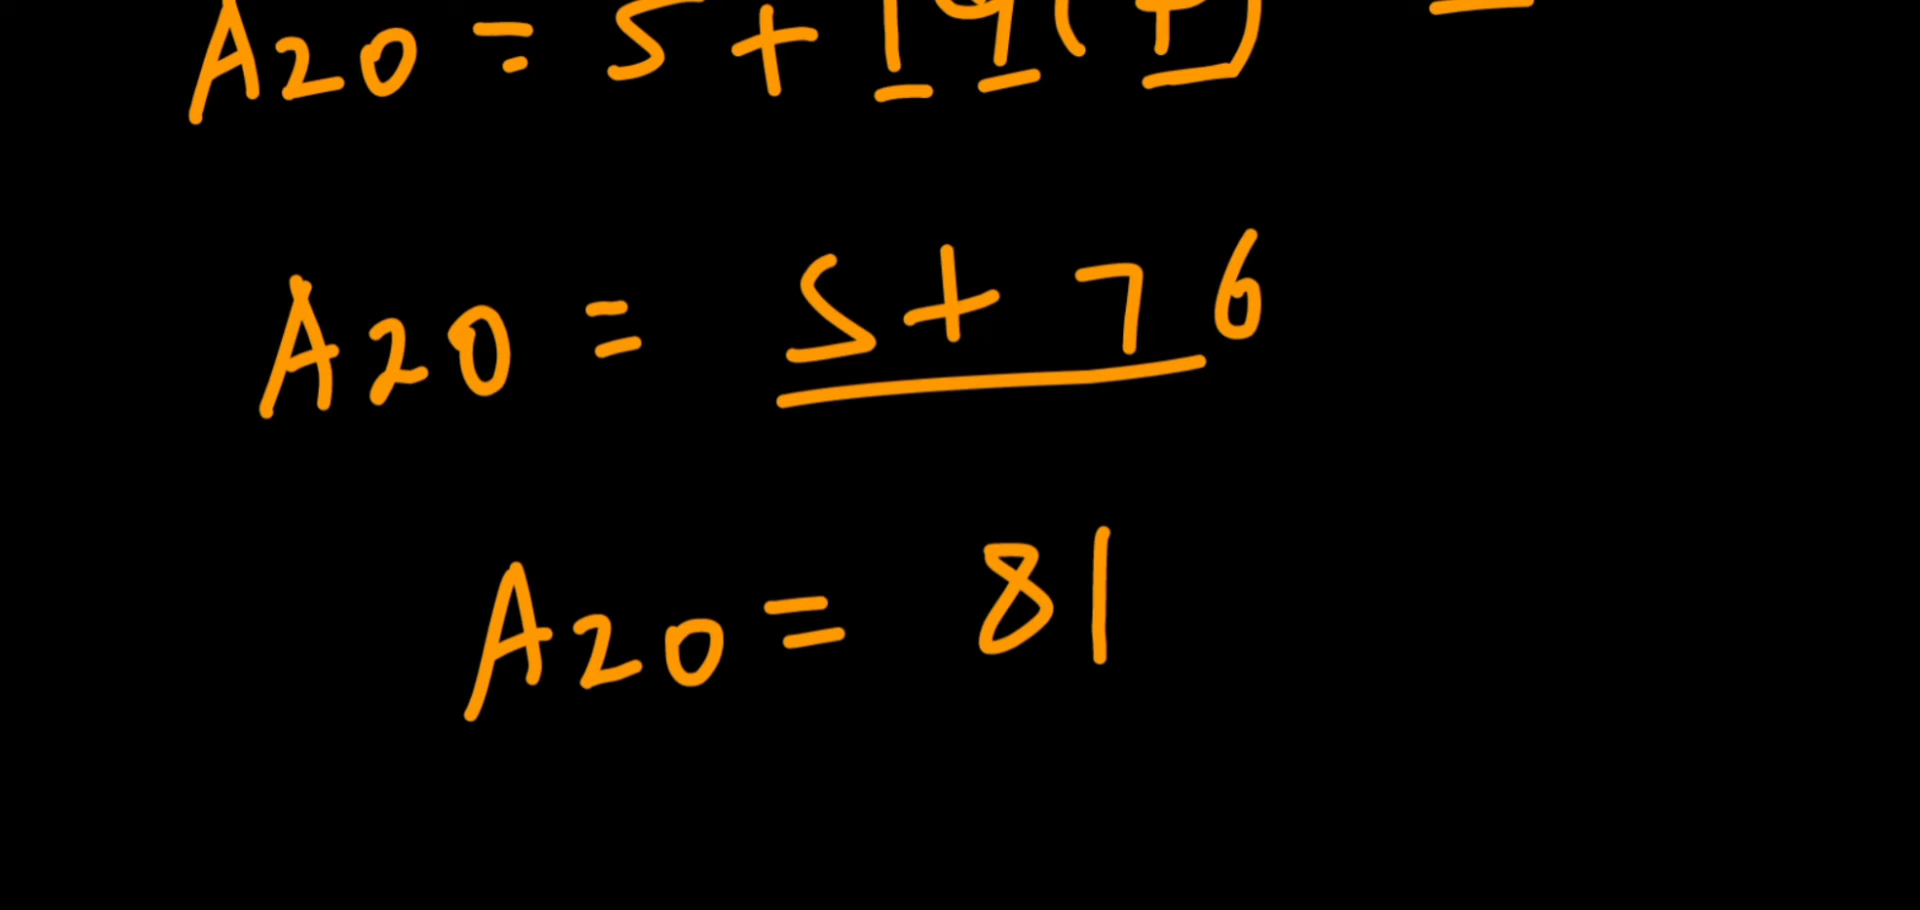 A20 = 5 + 19(4)
A20 = 5 + 76
A20 = 81